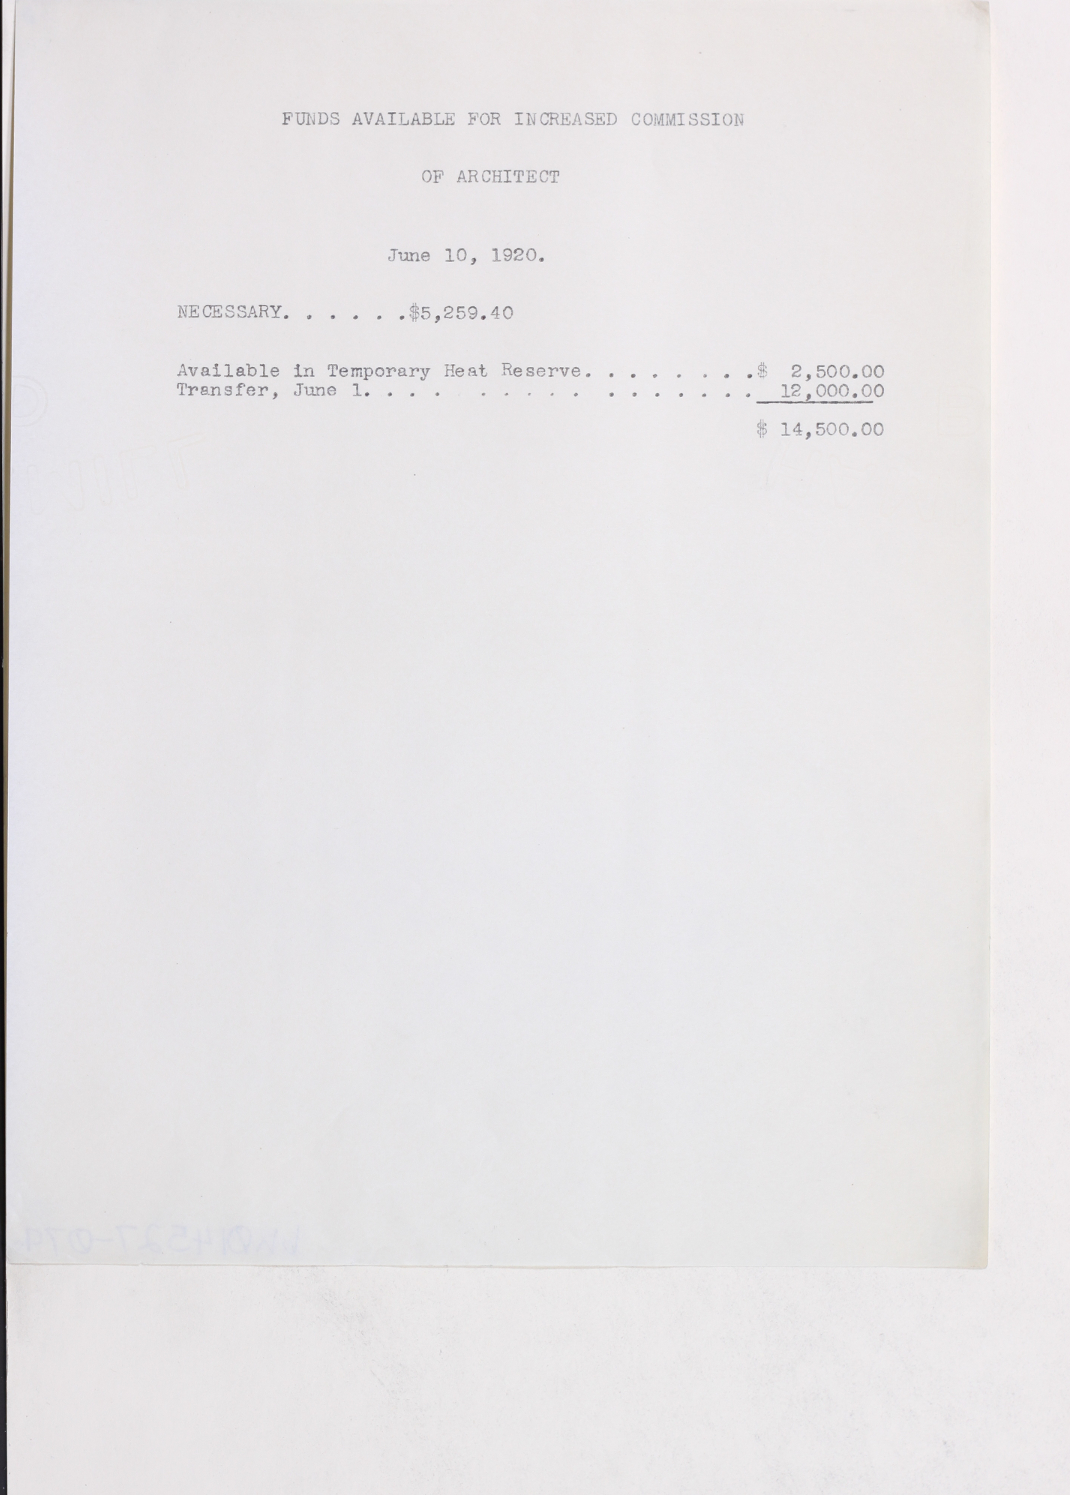 FUNDS AVAILABLE FOR INCREASED COMMISSION
OF ARCHITECT
June 10, 1920.
NECESSARY. . . . . .$5,259.40
Available in Temporary Heat Reserve. . . . . . . .$ 2,500.00
Transfer, June 1. . . . . . . . . . . . . . . . . 12,000.00
$ 14,500.00